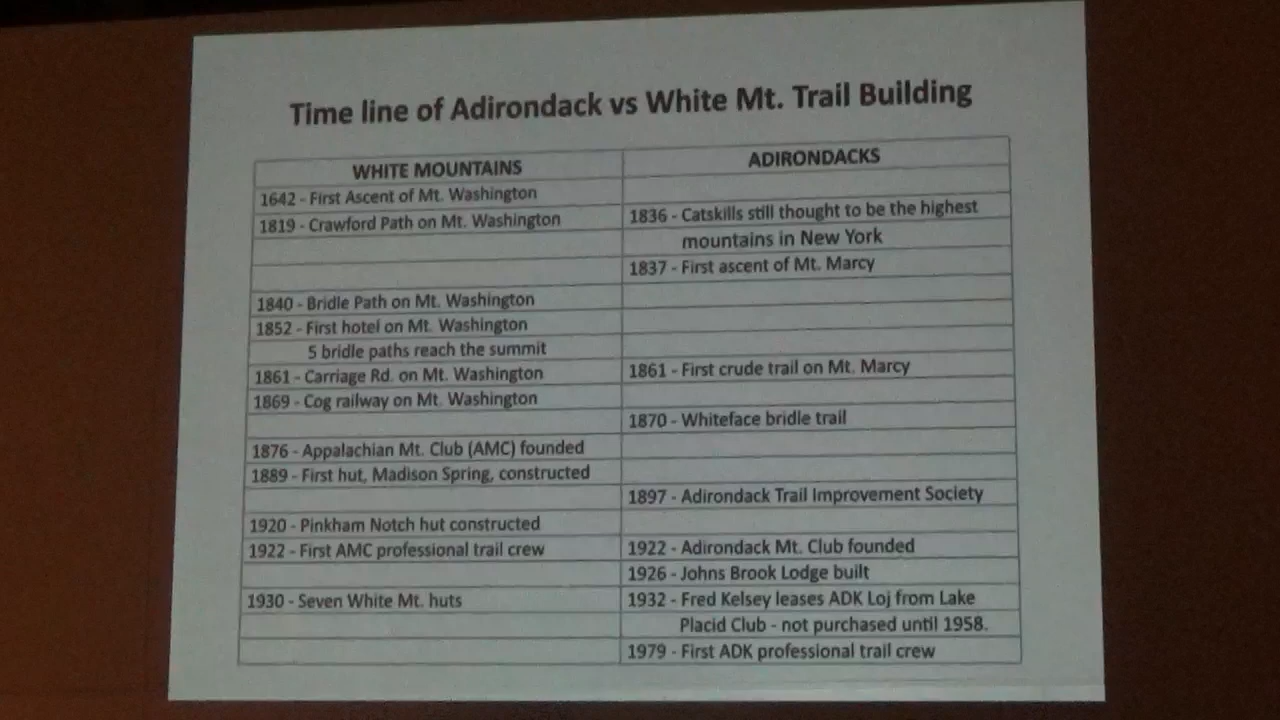 Time line of Adirondack vs White Mt. Trail Building
WHITE MOUNTAINS
ADIRONDACKS
1642 - First Ascent of Mt. Washington
1819 - Crawford Path on Mt. Washington
1836 - Catskills still thought to be the highest
mountains in New York
1837 - First ascent of Mt. Marcy
1840 - Bridle Path on Mt. Washington
1852 - First hotel on Mt. Washington
5 bridle paths reach the summit
1861 - Carriage Rd. on Mt. Washington
1861 - First crude trail on Mt. Marcy
1869 - Cog railway on Mt. Washington
1870 - Whiteface bridle trail
1876 - Appalachian Mt. Club (AMC) founded
1889 - First hut, Madison Spring, constructed
1897 - Adirondack Trail Improvement Society
1920 - Pinkham Notch hut constructed
1922 - First AMC professional trail crew
1922 - Adirondack Mt. Club founded
1926 - Johns Brook Lodge built
1930 - Seven White Mt. huts
1932 - Fred Kelsey leases ADK Loj from Lake
Placid Club - not purchased until 1958.
1979 - First ADK professional trail crew